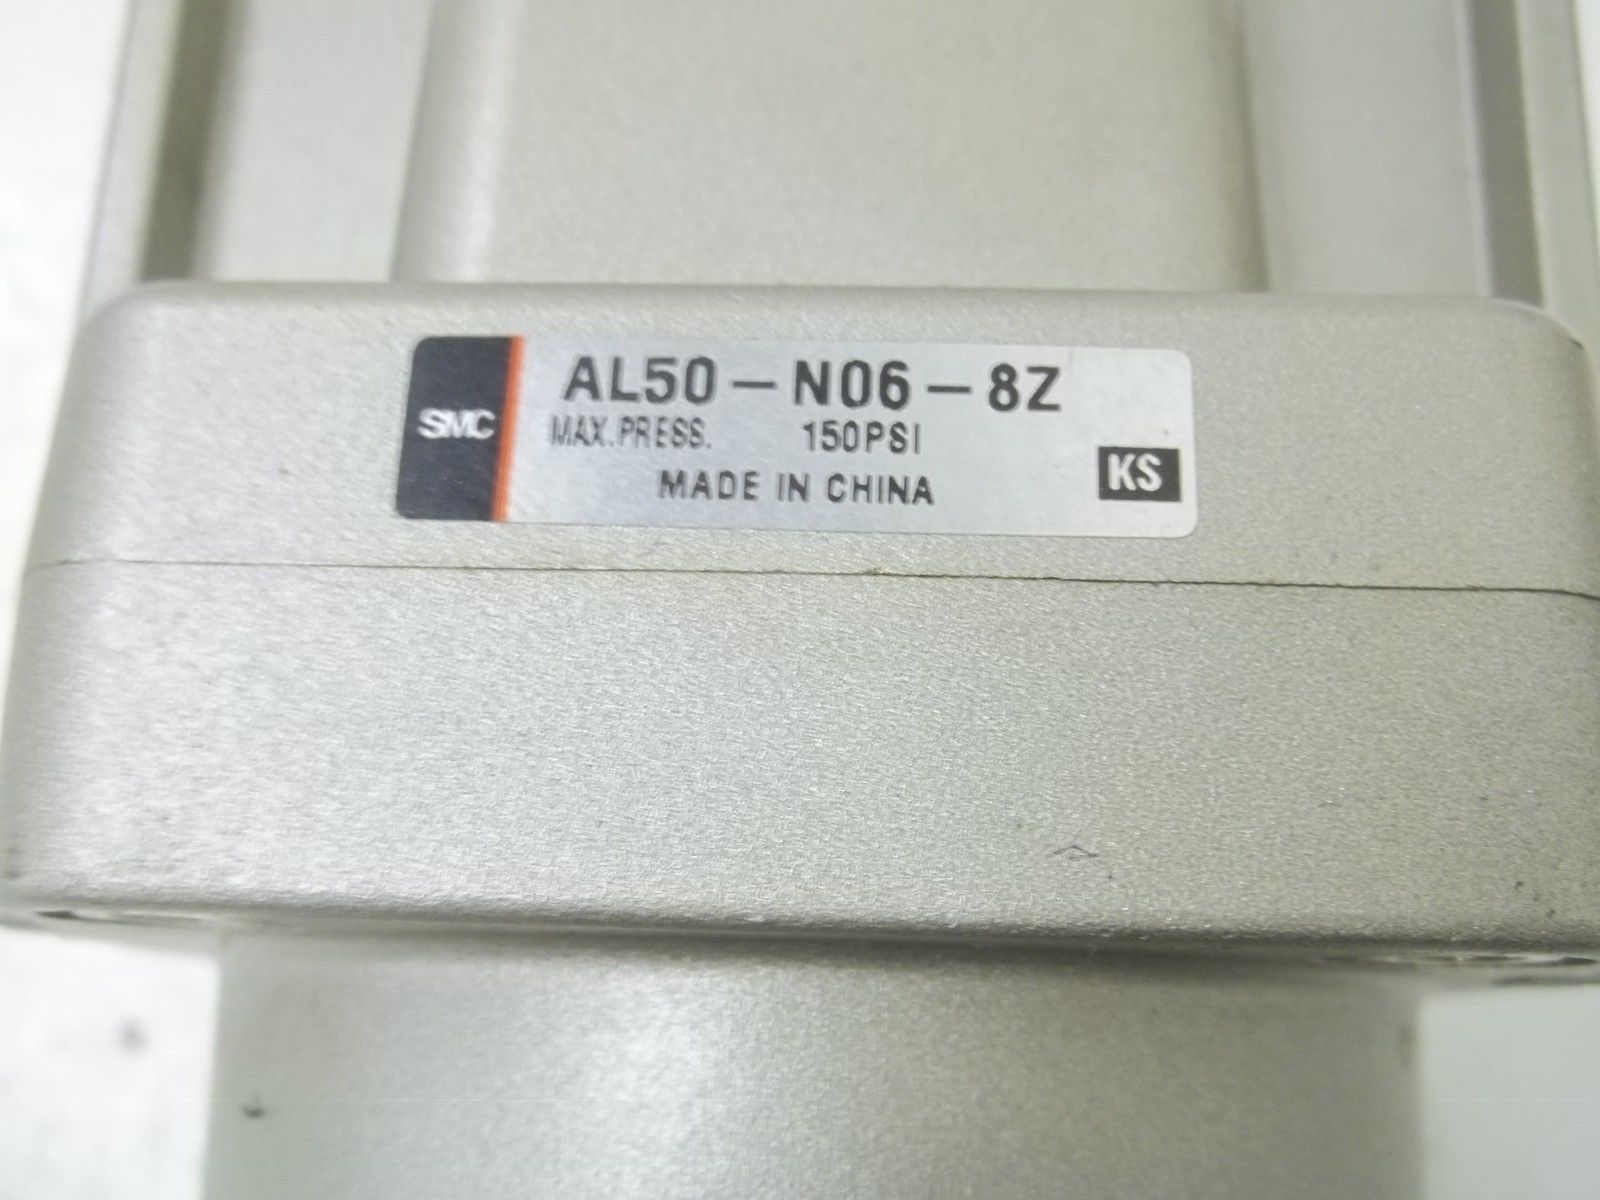 SMC
AL50-N06-8Z
MAX.PRESS. 150PSI
MADE IN CHINA
KS